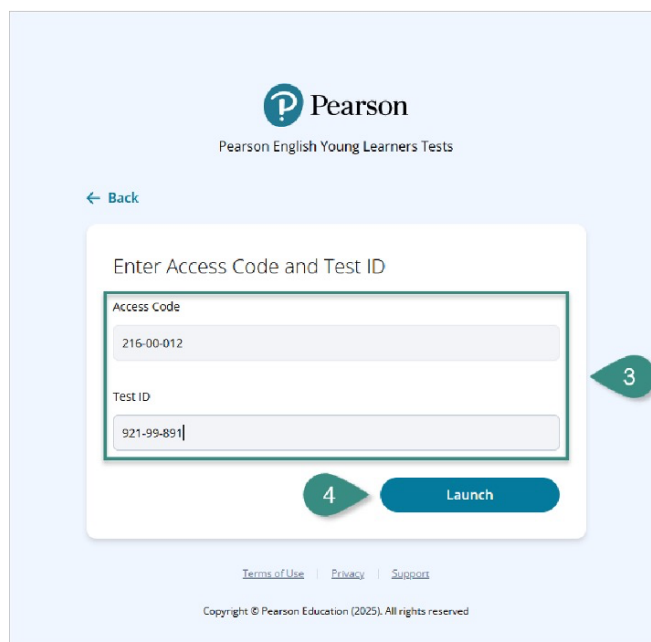 Pearson
Pearson English Young Learners Tests
← Back
Enter Access Code and Test ID
Access Code
216-00-012
3
Test ID
921-99-891
4
Launch
Terms of Use | Privacy | Support
Copyright © Pearson Education (2025). All rights reserved